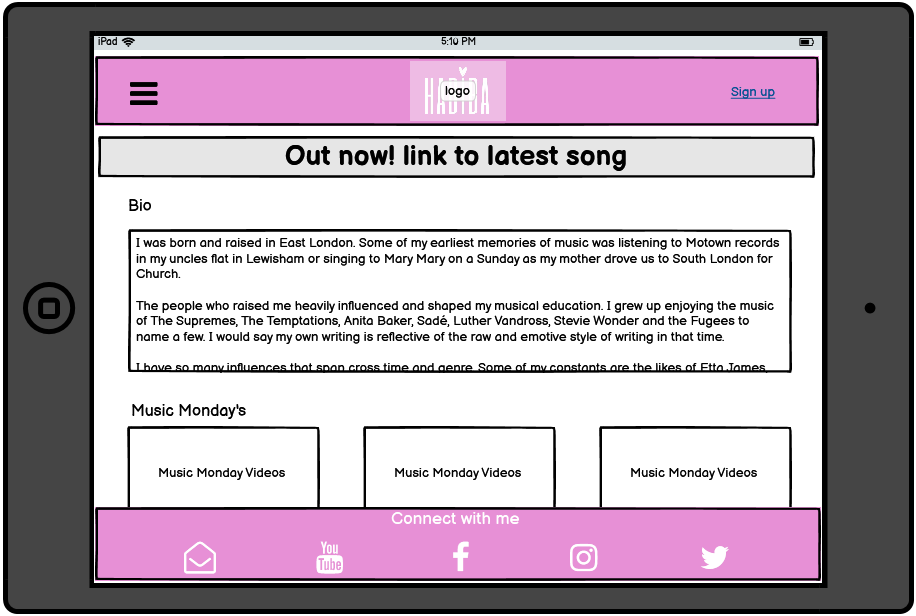 iPad 5:10 PM
HABIBA
logo
Sign up
Out now! link to latest song
Bio
I was born and raised in East London. Some of my earliest memories of music was listening to Motown records
in my uncles flat in Lewisham or singing to Mary Mary on a Sunday as my mother drove us to South London for
Church.
The people who raised me heavily influenced and shaped my musical education. I grew up enjoying the music
of The Supremes, The Temptations, Anita Baker, Sadé, Luther Vandross, Stevie Wonder and the Fugees to
name a few. I would say my own writing is reflective of the raw and emotive style of writing in that time.
I have so many influences that span cross time and genre. Some of my constants are the likes of Etta James,
Music Monday's
Music Monday Videos Music Monday Videos Music Monday Videos
Connect with me
You
Tube